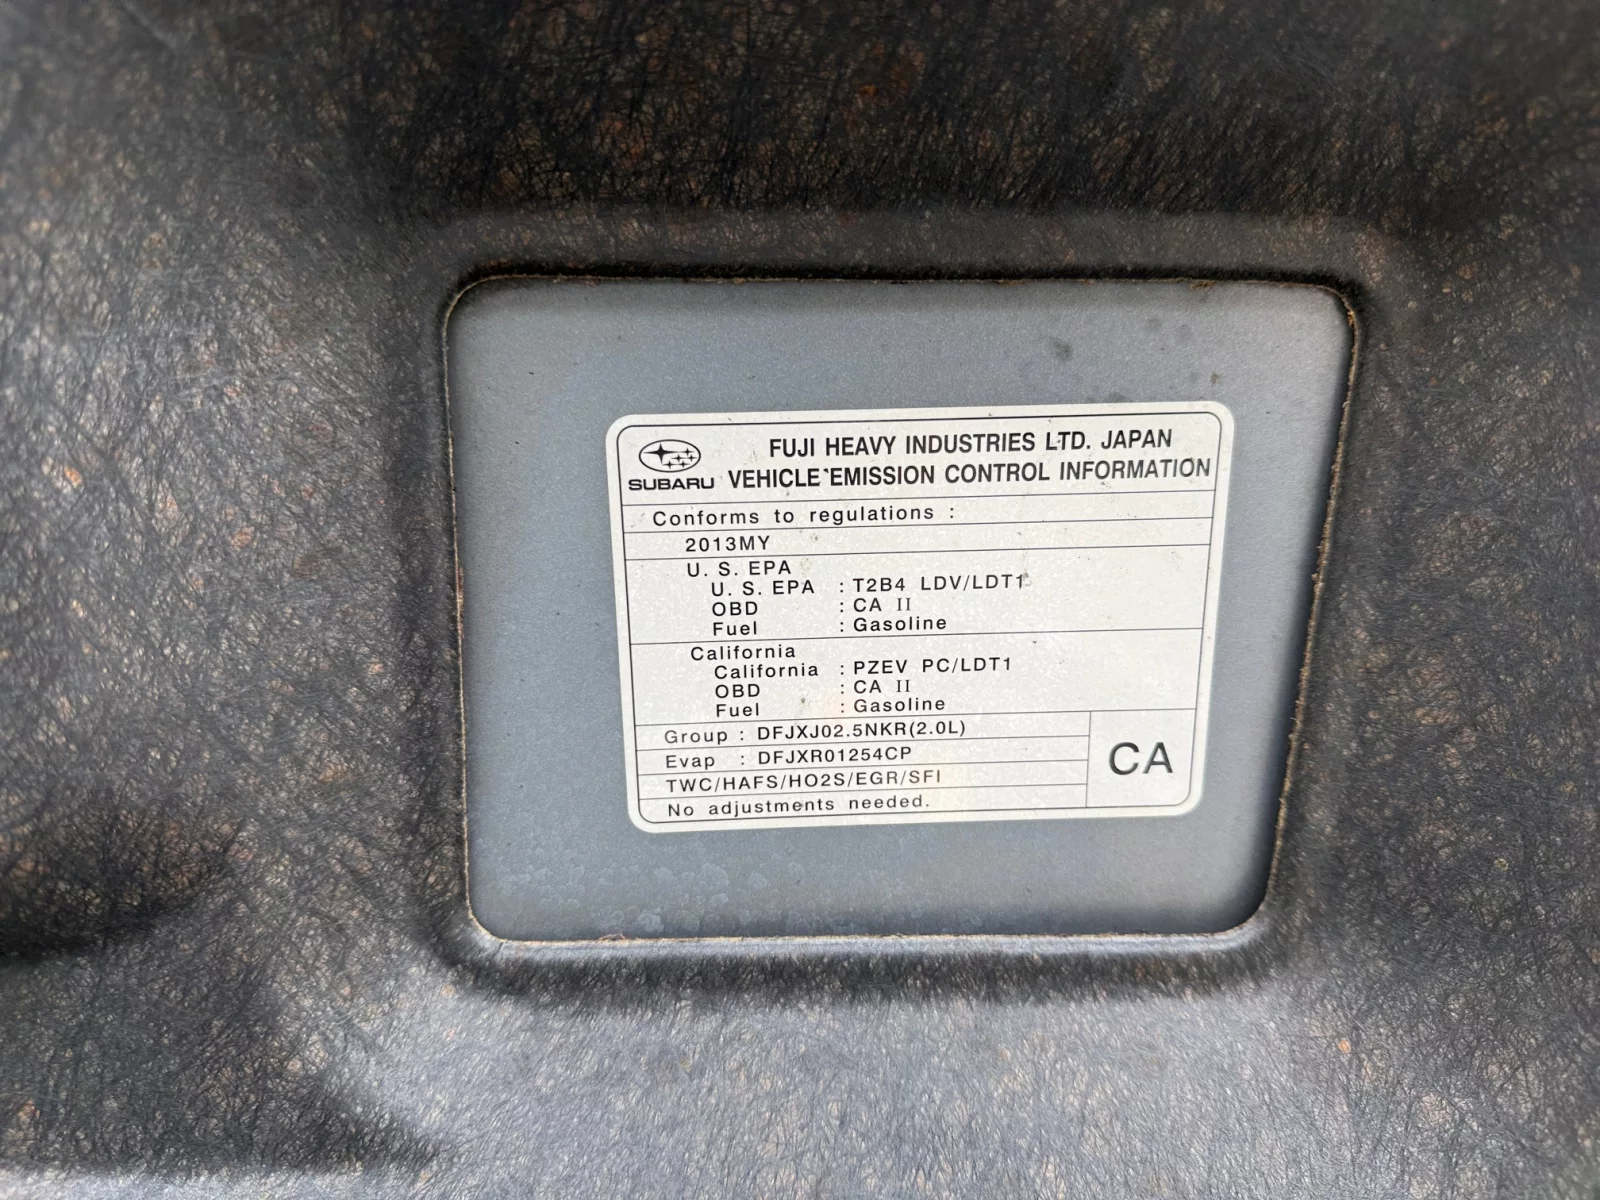 FUJI HEAVY INDUSTRIES LTD. JAPAN
SUBARU VEHICLE EMISSION CONTROL INFORMATION
Conforms to regulations :
2013MY
U. S. EPA
U. S. EPA : T2B4 LDV/LDT1
OBD : CA II
Fuel : Gasoline
California
California : PZEV PC/LDT1
OBD : CA II
Fuel : Gasoline
Group : DFJXJ02.5NKR(2.0L)
Evap : DFJXR01254CP
TWC/HAFS/HO2S/EGR/SFI
No adjustments needed.
CA